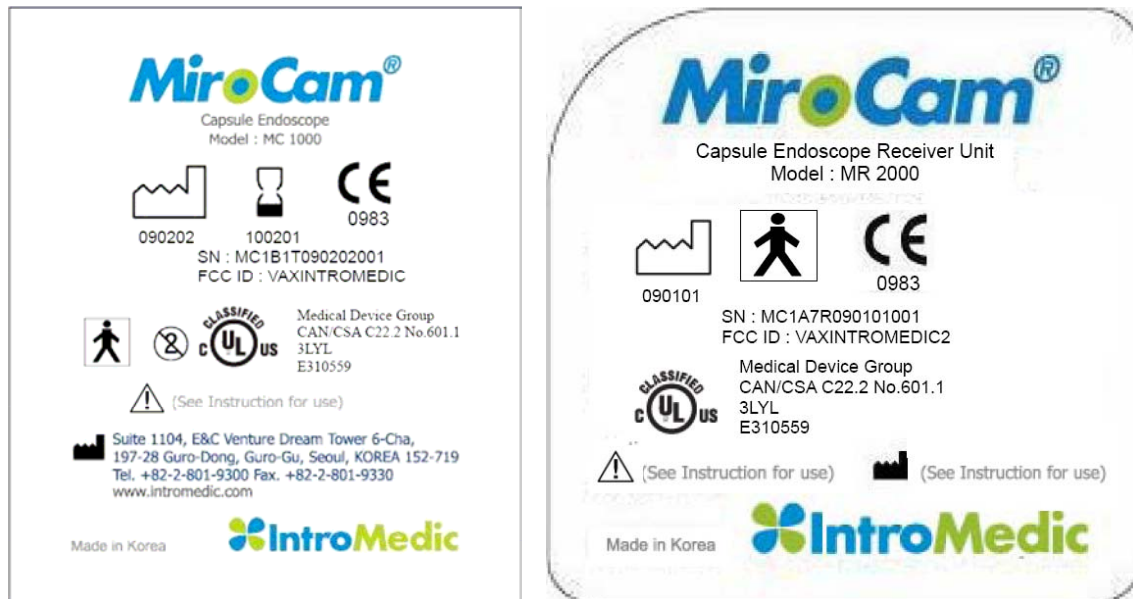 MiroCam®
Capsule Endoscope
Model : MC 1000
CE
090202 100201 0983
SN : MC1B1T090202001
FCC ID : VAXINTROMEDIC
2
CLASSIFIED
C UL US
Medical Device Group
CAN/CSA C22.2 No.601.1
3LYL
E310559
(See Instruction for use)
Suite 1104, E&C Venture Dream Tower 6-Cha,
197-28 Guro-Dong, Guro-Gu, Seoul, KOREA 152-719
Tel. +82-2-801-9300 Fax. +82-2-801-9330
www.intromedic.com
Made in Korea IntroMedic
MiroCam®
Capsule Endoscope Receiver Unit
Model : MR 2000
CE
090101 0983
SN : MC1A7R090101001
FCC ID : VAXINTROMEDIC2
CLASSIFIED
C UL US
Medical Device Group
CAN/CSA C22.2 No.601.1
3LYL
E310559
(See Instruction for use) (See Instruction for use)
Made in Korea IntroMedic